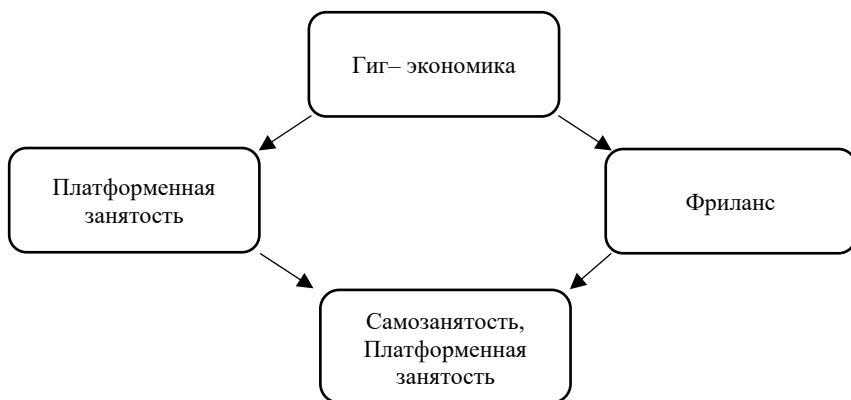 Гиг– экономика
Платформенная
занятость
Фриланс
Самозанятость,
Платформенная
занятость